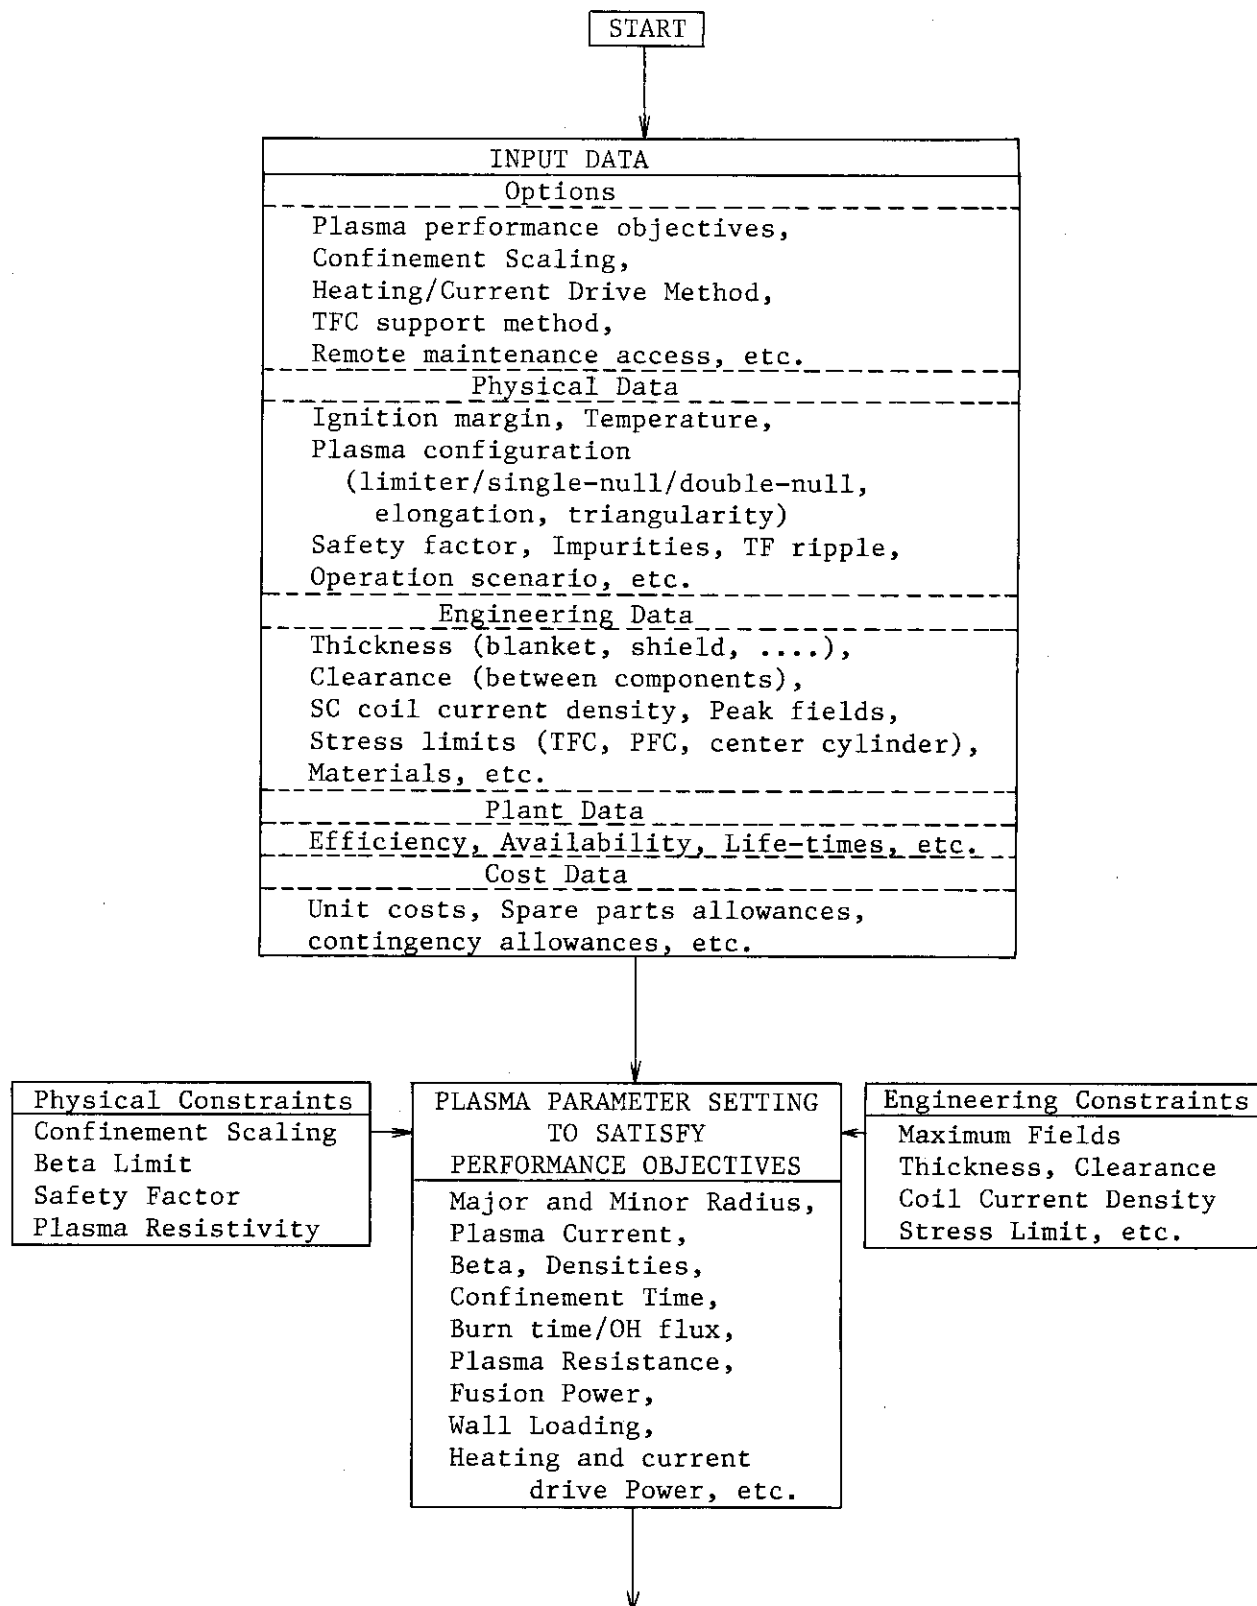 START
INPUT DATA
Options
Plasma performance objectives,
Confinement Scaling,
Heating/Current Drive Method,
TFC support method,
Remote maintenance access, etc.
Physical Data
Ignition margin, Temperature,
Plasma configuration
(limiter/single-null/double-null,
elongation, triangularity)
Safety factor, Impurities, TF ripple,
Operation scenario, etc.
Engineering Data
Thickness (blanket, shield, ....),
Clearance (between components),
SC coil current density, Peak fields,
Stress limits (TFC, PFC, center cylinder),
Materials, etc.
Plant Data
Efficiency, Availability, Life-times, etc.
Cost Data
Unit costs, Spare parts allowances,
contingency allowances, etc.
Physical Constraints
Confinement Scaling
Beta Limit
Safety Factor
Plasma Resistivity
PLASMA PARAMETER SETTING
TO SATISFY
PERFORMANCE OBJECTIVES
Major and Minor Radius,
Plasma Current,
Beta, Densities,
Confinement Time,
Burn time/OH flux,
Plasma Resistance,
Fusion Power,
Wall Loading,
Heating and current
drive Power, etc.
Engineering Constraints
Maximum Fields
Thickness, Clearance
Coil Current Density
Stress Limit, etc.